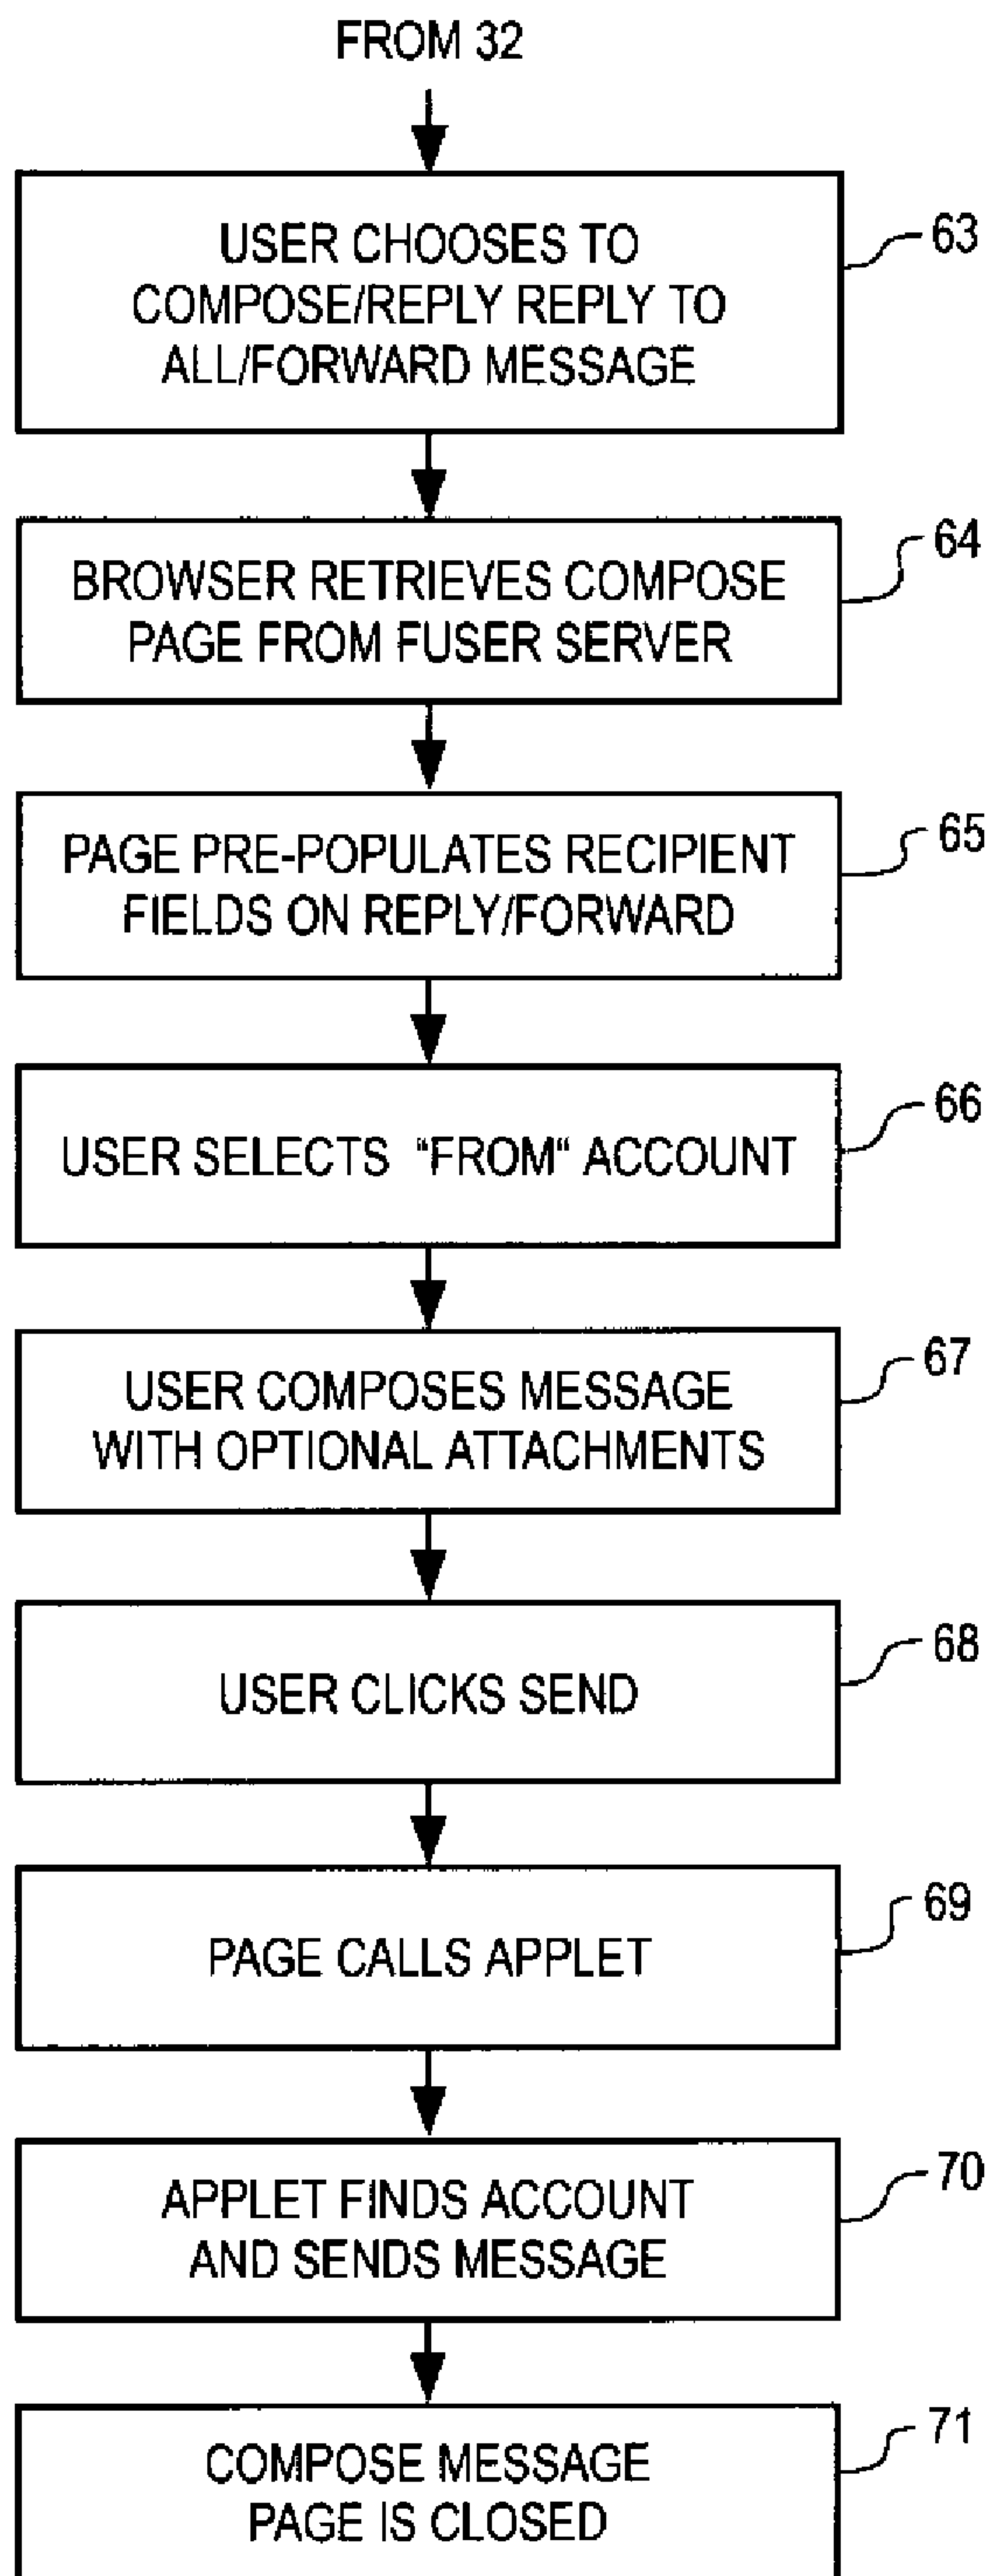 FROM 32
USER CHOOSES TO
COMPOSE/REPLY REPLY TO
ALL/FORWARD MESSAGE
63
BROWSER RETRIEVES COMPOSE
PAGE FROM FUSER SERVER
64
PAGE PRE-POPULATES RECIPIENT
FIELDS ON REPLY/FORWARD
65
USER SELECTS "FROM" ACCOUNT
66
USER COMPOSES MESSAGE
WITH OPTIONAL ATTACHMENTS
67
USER CLICKS SEND
68
PAGE CALLS APPLET
69
APPLET FINDS ACCOUNT
AND SENDS MESSAGE
70
COMPOSE MESSAGE
PAGE IS CLOSED
71